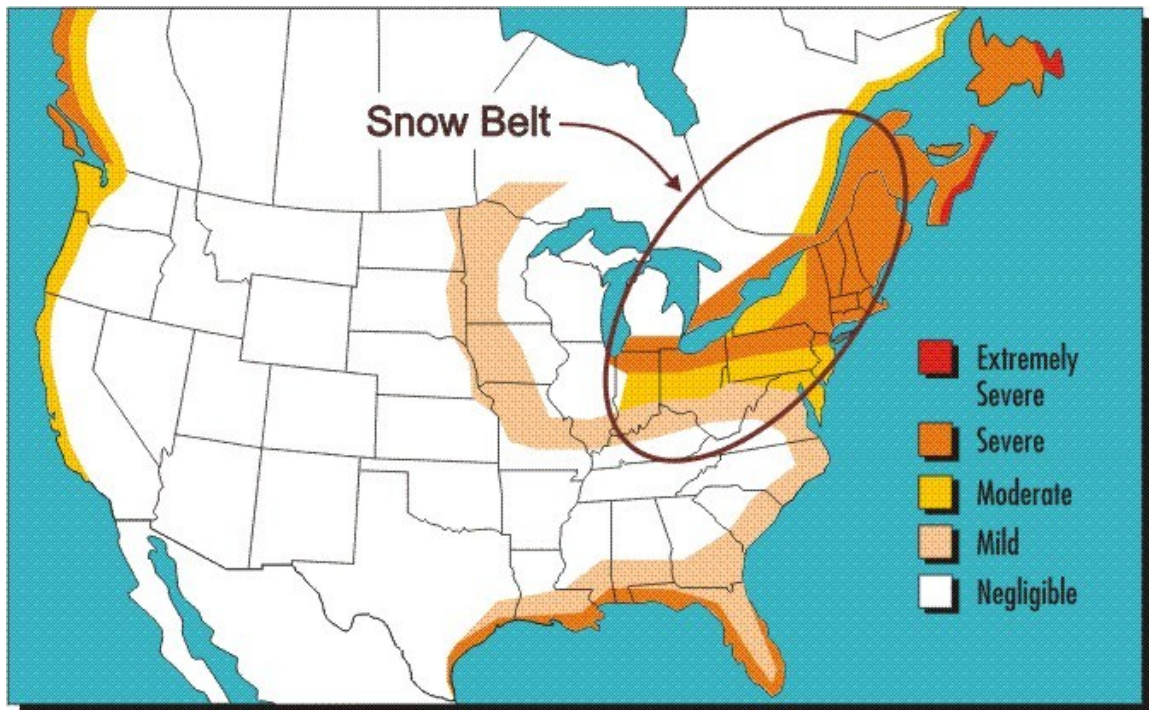 Snow Belt
Extremely
Severe
Severe
Moderate
Mild
Negligible